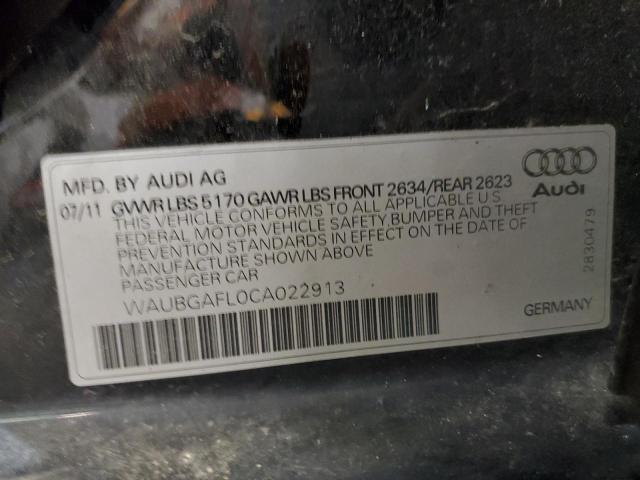 MFD. BY AUDI AG
07/11 GVWR LBS 5170 GAWR LBS FRONT 2634/REAR 2623
THIS VEHICLE CONFORMS TO ALL APPLICABLE U S
FEDERAL MOTOR VEHICLE SAFETY BUMPER AND THEFT
PREVENTION STANDARDS IN EFFECT ON THE DATE OF
MANUFACTURE SHOWN ABOVE
PASSENGER CAR
WAUBGAFL0CA022913
Audi
2830479
GERMANY